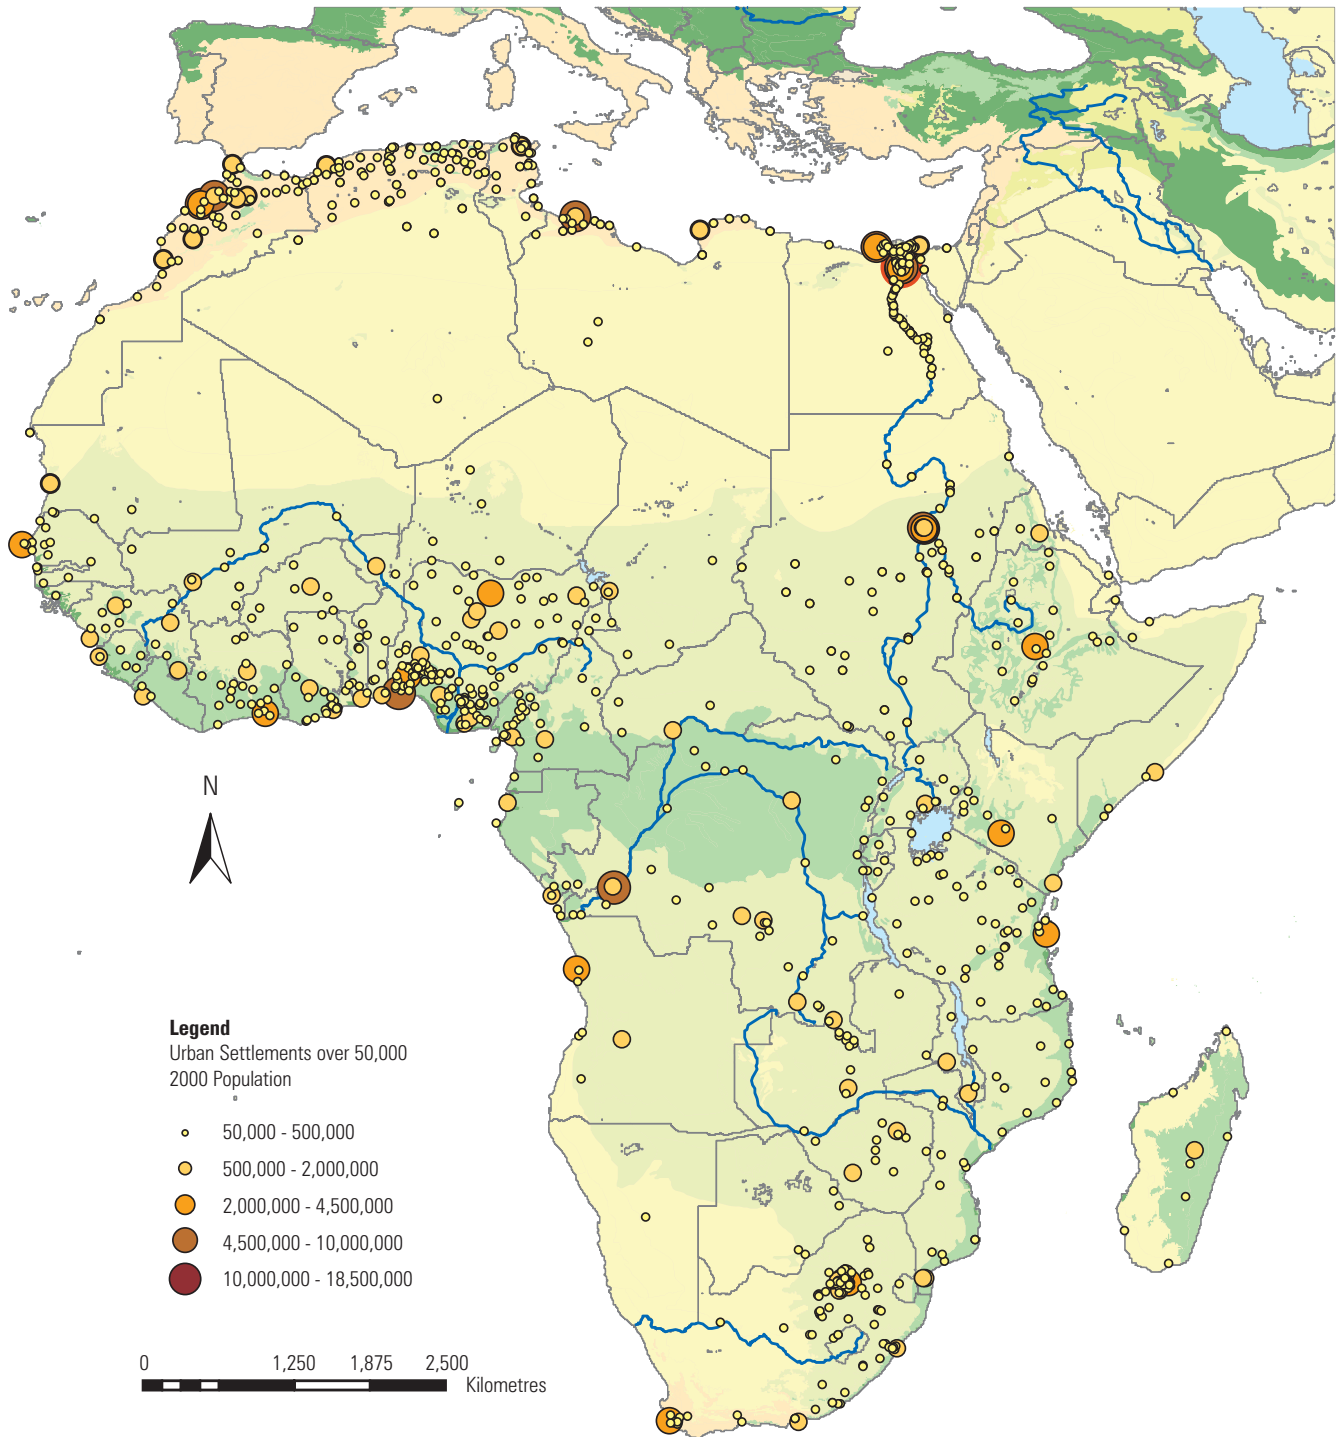 N
Legend
Urban Settlements over 50,000
2000 Population
50,000 - 500,000
500,000 - 2,000,000
2,000,000 - 4,500,000
4,500,000 - 10,000,000
10,000,000 - 18,500,000
0 1,250 1,875 2,500
Kilometres